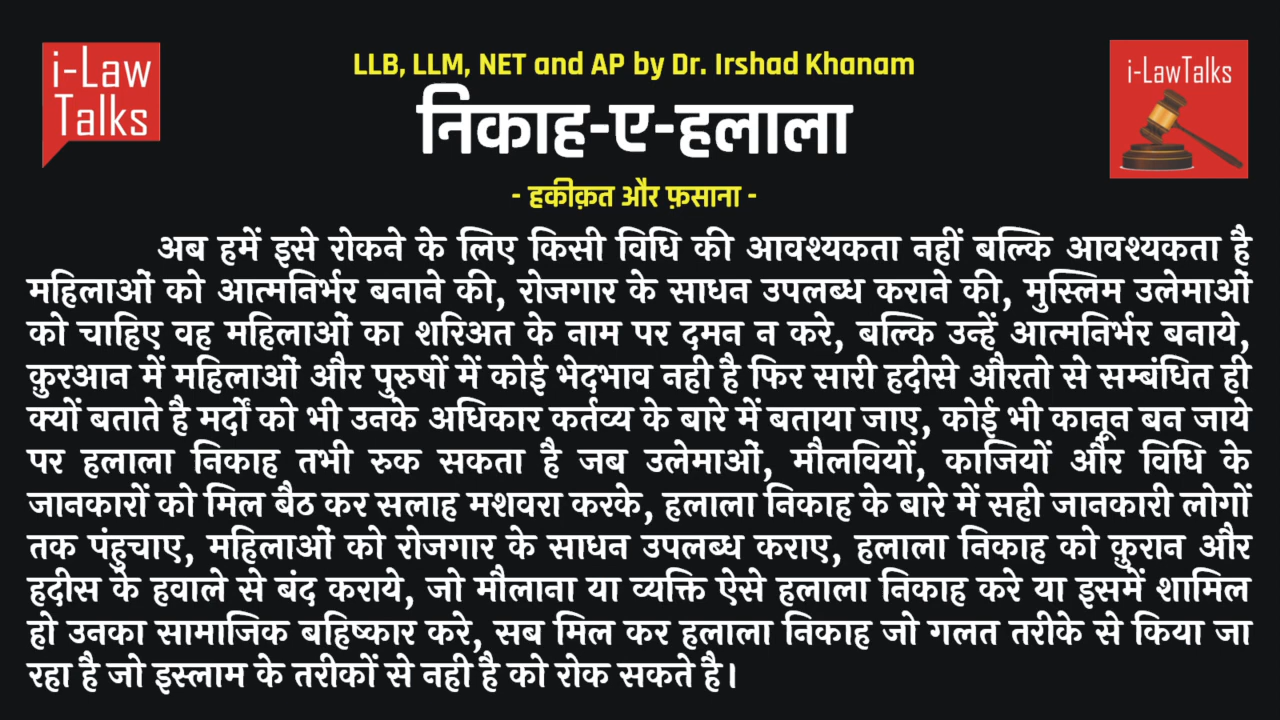 i-Law
Talks
LLB, LLM, NET and AP by Dr. Irshad Khanam
i-LawTalks
निकाह-ए-हलाला
- हकीक़त और फ़साना -
अब हमें इसे रोकने के लिए किसी विधि की आवश्यकता नहीं बल्कि आवश्यकता है
महिलाओं को आत्मनिर्भर बनाने की, रोजगार के साधन उपलब्ध कराने की, मुस्लिम उलेमाओं
को चाहिए वह महिलाओं का शरिअत के नाम पर दमन न करे, बल्कि उन्हें आत्मनिर्भर बनाये,
क़ुरआन में महिलाओं और पुरुषों में कोई भेदभाव नही है फिर सारी हदीसे औरतो से सम्बंधित ही
क्यों बताते है मर्दों को भी उनके अधिकार कर्तव्य के बारे में बताया जाए, कोई भी कानून बन जाये
पर हलाला निकाह तभी रुक सकता है जब उलेमाओं, मौलवियों, काजियों और विधि के
जानकारों को मिल बैठ कर सलाह मशवरा करके, हलाला निकाह के बारे में सही जानकारी लोगों
तक पंहुचाए, महिलाओं को रोजगार के साधन उपलब्ध कराए, हलाला निकाह को क़ुरान और
हदीस के हवाले से बंद कराये, जो मौलाना या व्यक्ति ऐसे हलाला निकाह करे या इसमें शामिल
हो उनका सामाजिक बहिष्कार करे, सब मिल कर हलाला निकाह जो गलत तरीके से किया जा
रहा है जो इस्लाम के तरीकों से नही है को रोक सकते है।